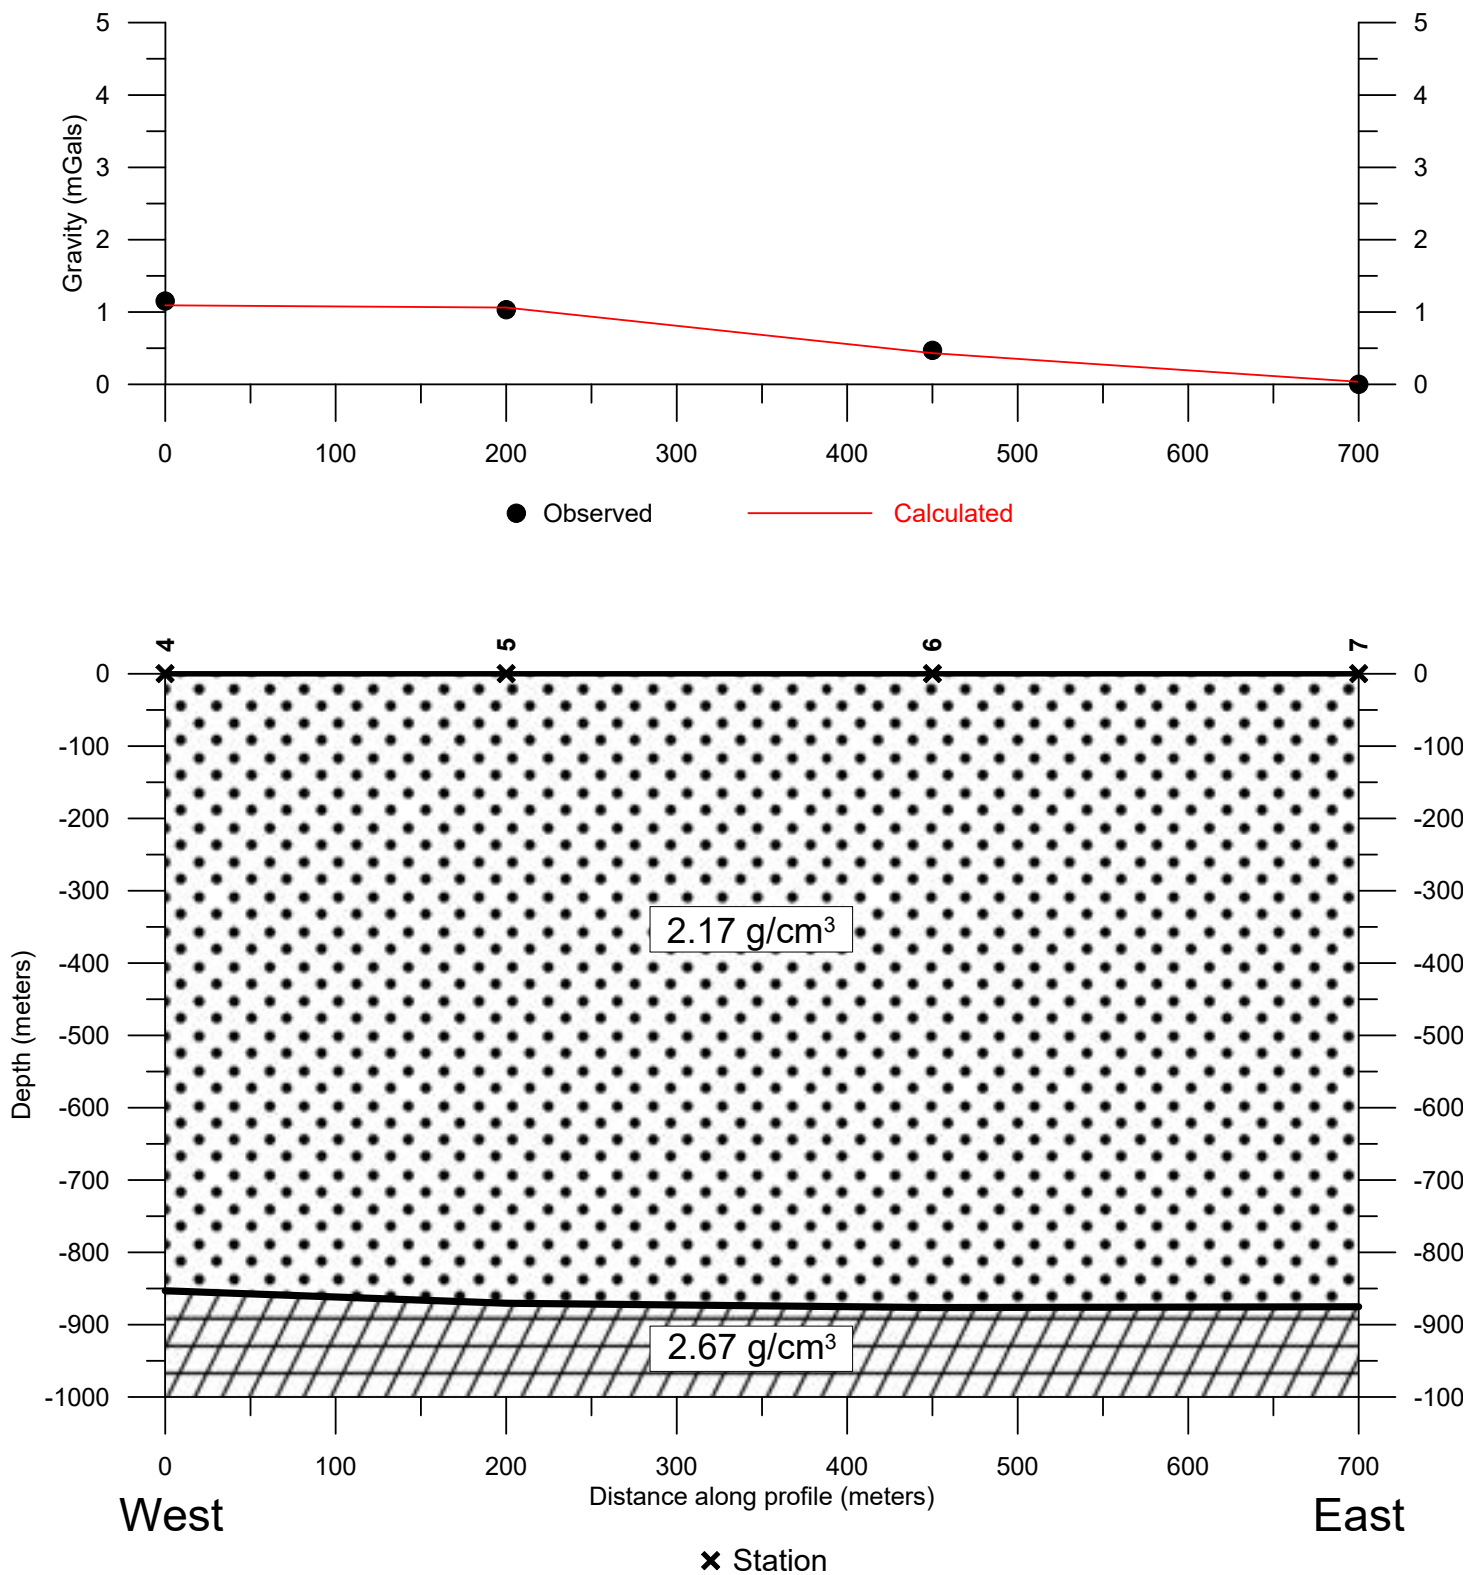 5 5
4 4
3 3
2 2
1 1
0 0
Gravity (mGals)
0 100 200 300 400 500 600 700
Observed Calculated
4 5 6 7
0 0
-100 -100
-200 -200
-300 -300
2.17 g/cm³
-400 -400
-500 -500
-600 -600
-700 -700
-800 -800
-900 -900
2.67 g/cm³
-1000 -100
Depth (meters)
0 100 200 300 400 500 600 700
Distance along profile (meters)
West East
Station